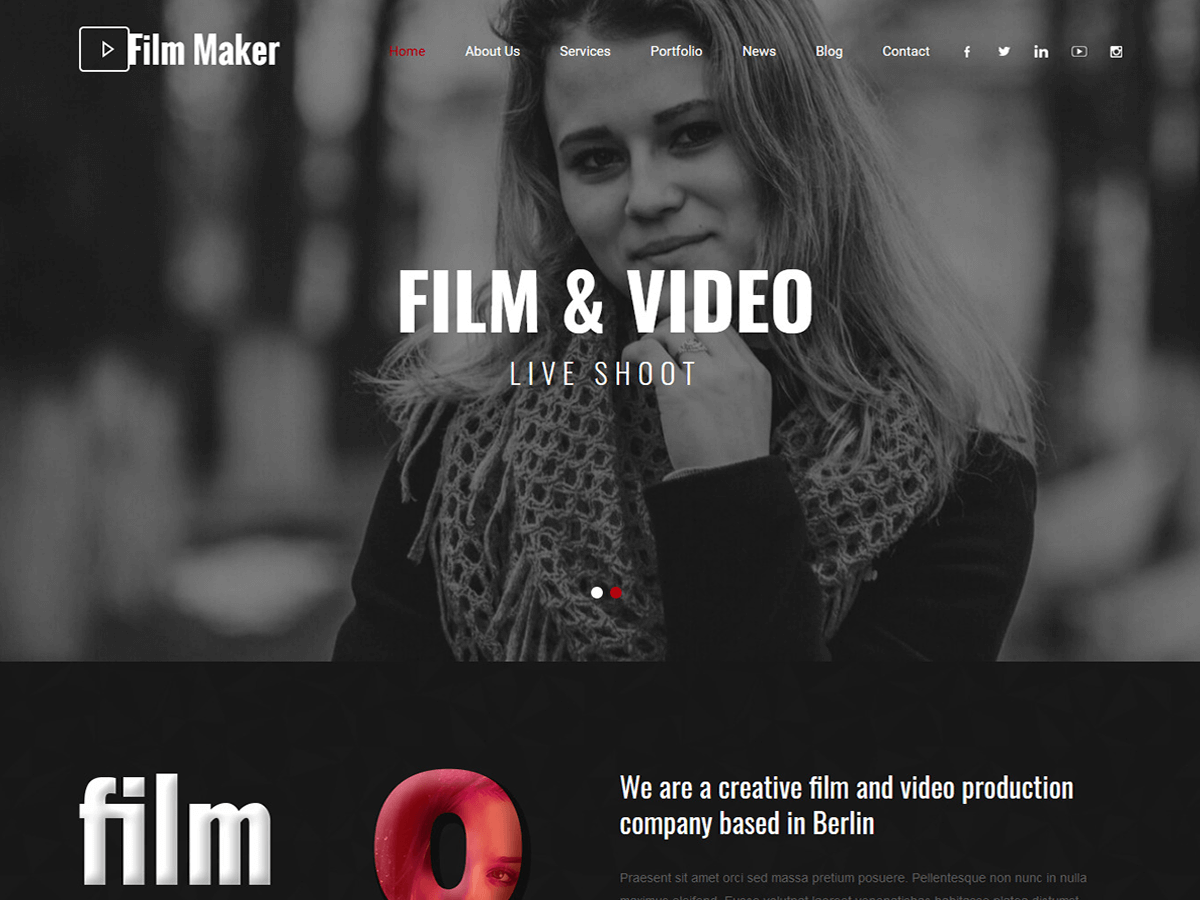 Film Maker
Home About Us Services Portfolio News Blog Contact
FILM & VIDEO
LIVE SHOOT
film
o
We are a creative film and video production
company based in Berlin
Praesent sit amet orci sed massa pretium posuere. Pellentesque non nunc in nulla